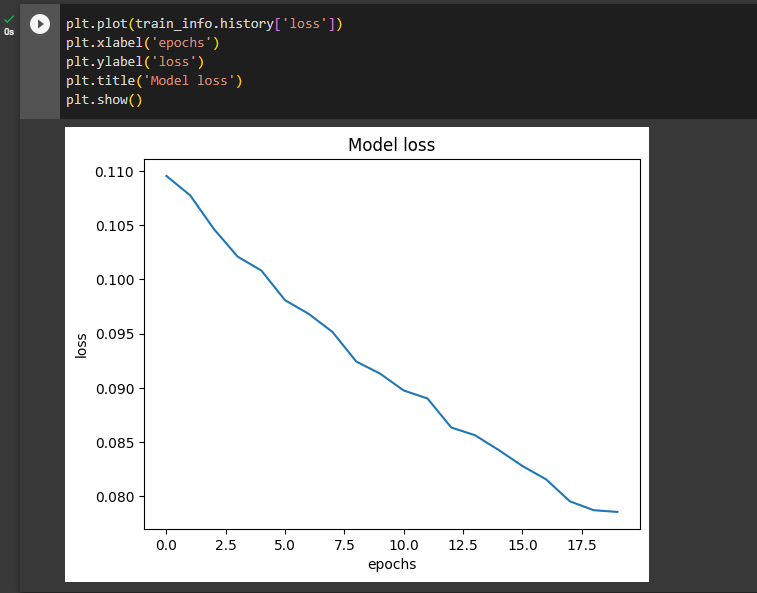 0s
plt.plot(train_info.history['loss'])
plt.xlabel('epochs')
plt.ylabel('loss')
plt.title('Model loss')
plt.show()
Model loss
0.110
0.105
0.100
0.095
0.090
0.085
0.080
loss
0.0 2.5 5.0 7.5 10.0 12.5 15.0 17.5
epochs